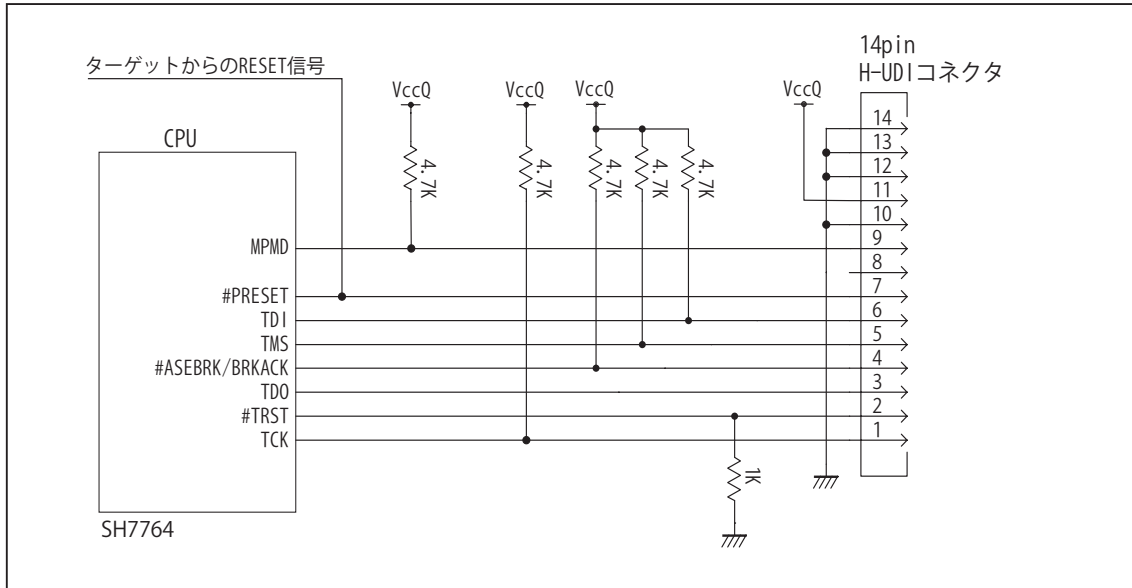 14pin
H-UDIコネクタ
ターゲットからのRESET信号
VccQ
VccQ
VccQ
VccQ
CPU
4.7K
4.7K
4.7K
4.7K
4.7K
14
13
12
11
10
MPMD
9
8
#PRESET
7
TDI
6
TMS
5
#ASEBRK/BRKACK
4
TDO
3
#TRST
2
TCK
1
1K
SH7764